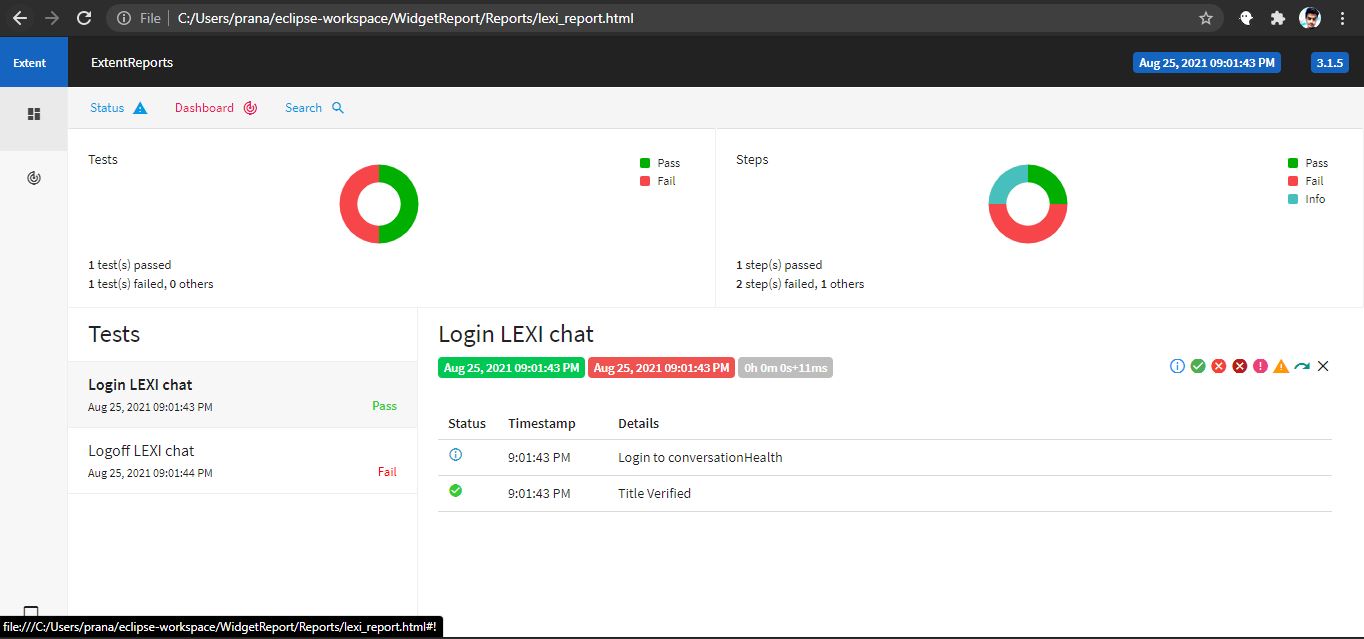 File C:/Users/prana/eclipse-workspace/WidgetReport/Reports/lexi_report.html
Extent ExtentReports Aug 25, 2021 09:01:43 PM 3.1.5
Status Dashboard Search
Tests
Pass
Fail
1 test(s) passed
1 test(s) failed, 0 others
Steps
Pass
Fail
Info
1 step(s) passed
2 step(s) failed, 1 others
Tests
Login LEXI chat
Aug 25, 2021 09:01:43 PM Pass
Logoff LEXI chat
Aug 25, 2021 09:01:44 PM Fail
Login LEXI chat
Aug 25, 2021 09:01:43 PM Aug 25, 2021 09:01:43 PM 0h 0m 0s+11ms
Status Timestamp Details
9:01:43 PM Login to conversationHealth
9:01:43 PM Title Verified
file:///C:/Users/prana/eclipse-workspace/WidgetReport/Reports/lexi_report.html#!